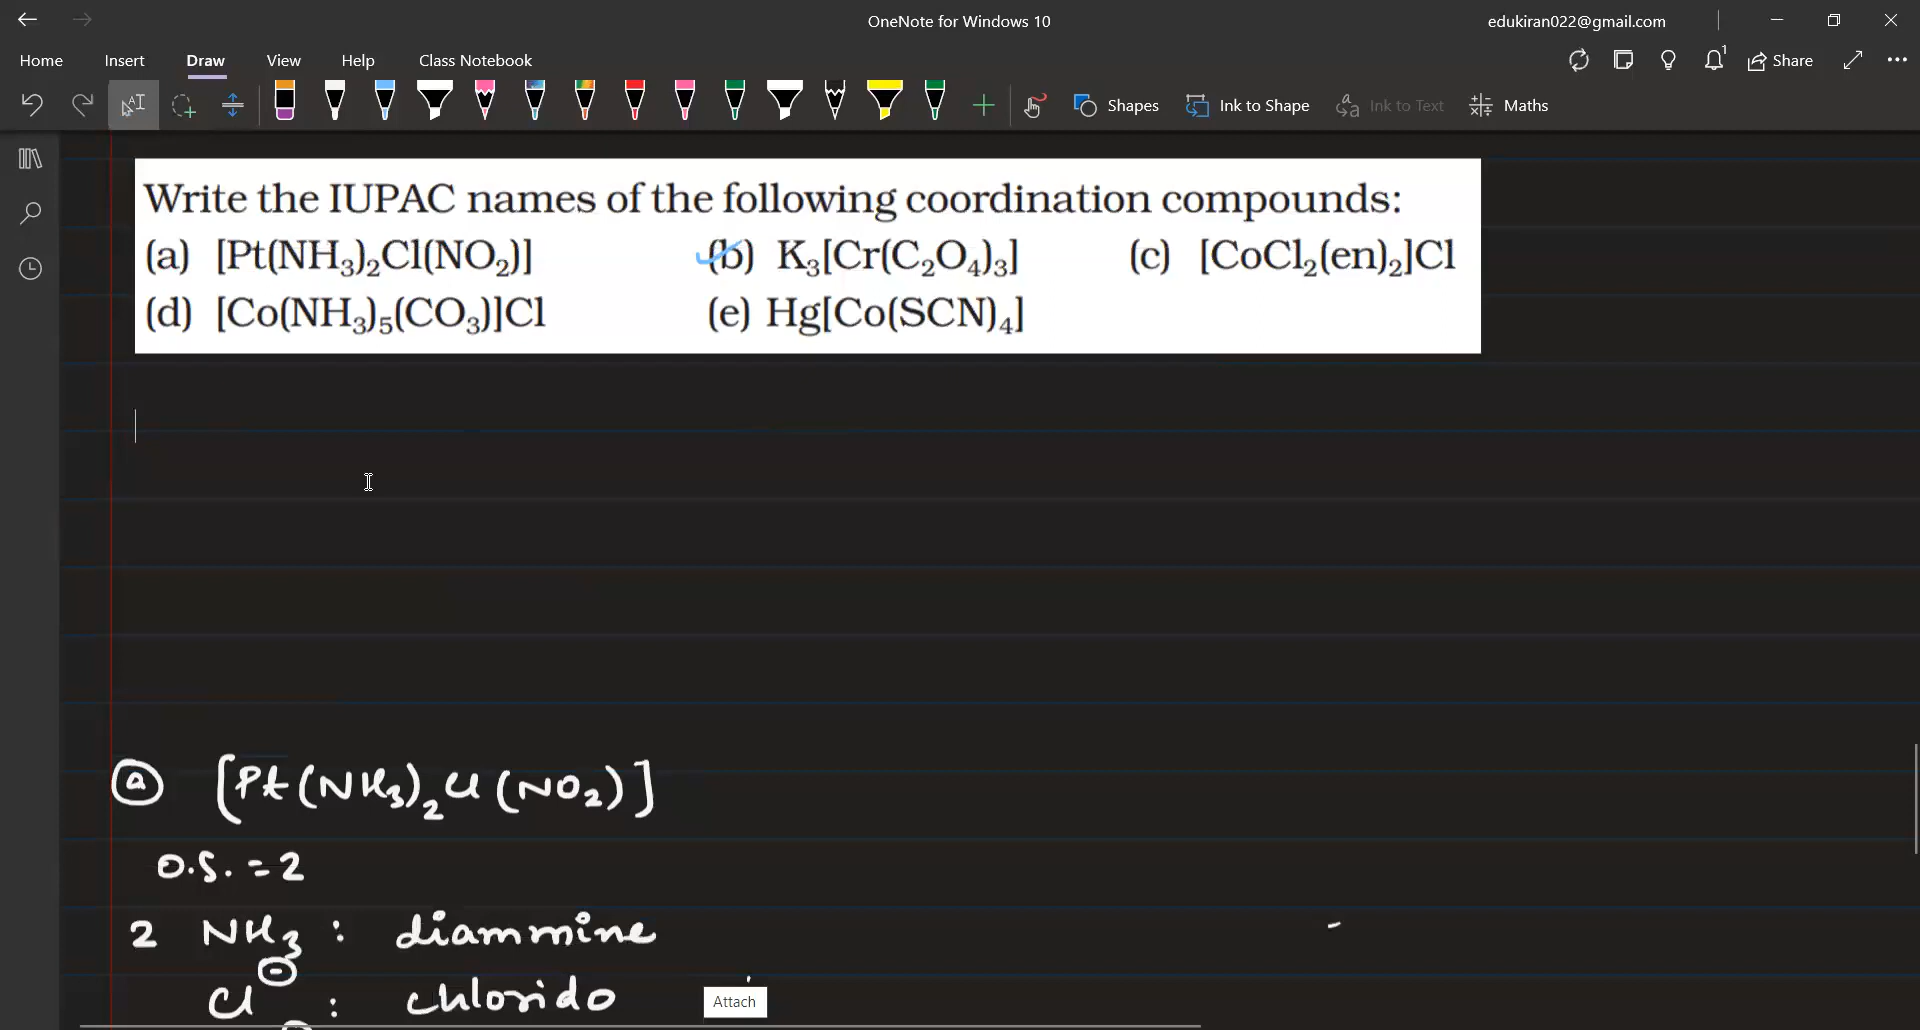 OneNote for Windows 10
edukiran022@gmail.com
Home Insert Draw View Help Class Notebook
1
Share
Shapes Ink to Shape Ink to Text Maths
Write the IUPAC names of the following coordination compounds:
(a) [Pt(NH₃)₂Cl(NO₂)] (b) K₃[Cr(C₂O₄)₃] (c) [CoCl₂(en)₂]Cl
(d) [Co(NH₃)₅(CO₃)]Cl (e) Hg[Co(SCN)₄]
ⓐ [Pt(NH₃)₂Cl(NO₂)]
O.S. = 2
2 NH₃ : diammine
Cl⊖ : chlorido
Attach